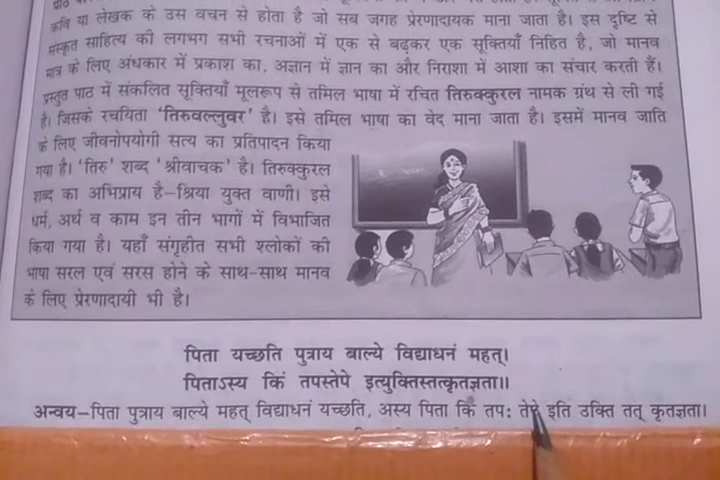 कवि या लेखक के उस वचन से होता है जो सब जगह प्रेरणादायक माना जाता है। इस दृष्टि से
संस्कृत साहित्य की लगभग सभी रचनाओं में एक से बढ़कर एक सूक्तियाँ निहित है, जो मानव
मात्र के लिए अंधकार में प्रकाश का, अज्ञान में ज्ञान का और निराशा में आशा का संचार करती हैं।
प्रस्तुत पाठ में संकलित सूक्तियाँ मूलरूप से तमिल भाषा में रचित तिरुक्कुरल नामक ग्रंथ से ली गई
है। जिसके रचयिता 'तिरुवल्लुवर' है। इसे तमिल भाषा का वेद माना जाता है। इसमें मानव जाति
के लिए जीवनोपयोगी सत्य का प्रतिपादन किया
गया है। 'तिरु' शब्द 'श्रीवाचक' है। तिरुक्कुरल
शब्द का अभिप्राय है–श्रिया युक्त वाणी। इसे
धर्म, अर्थ व काम इन तीन भागों में विभाजित
किया गया है। यहाँ संगृहीत सभी श्लोकों की
भाषा सरल एवं सरस होने के साथ-साथ मानव
के लिए प्रेरणादायी भी है।
पिता यच्छति पुत्राय बाल्ये विद्याधनं महत्।
पिताऽस्य किं तपस्तेपे इत्युक्तिस्तत्कृतज्ञता॥
अन्वय–पिता पुत्राय बाल्ये महत् विद्याधनं यच्छति, अस्य पिता किं तपः तेपे इति उक्ति तत् कृतज्ञता।